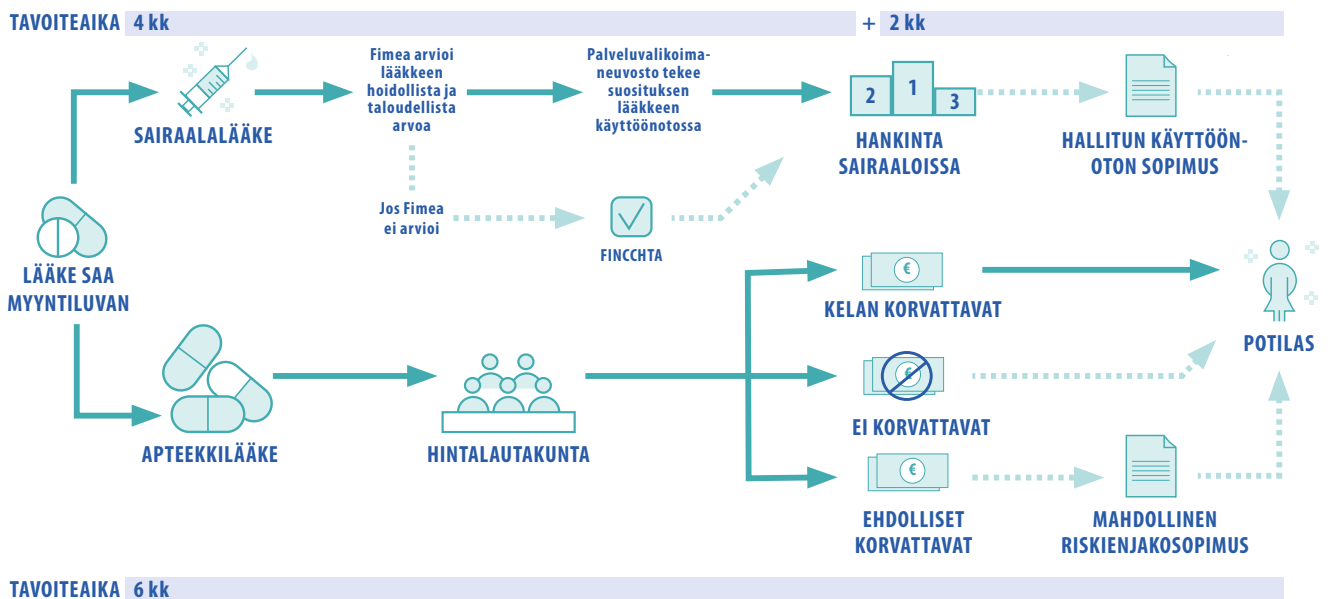 TAVOITEAIKA 4 kk + 2 kk
Fimea arvioi
lääkkeen
hoidollista ja
taloudellista
arvoa
Palveluvalikoima-
neuvosto tekee
suosituksen
lääkkeen
käyttöönotossa
SAIRAALALÄÄKE
2 1 3
HANKINTA
SAIRAALOISSA
HALLITUN KÄYTTÖÖN-
OTON SOPIMUS
Jos Fimea
ei arvioi
FINCCHTA
LÄÄKE SAA
MYYNTILUVAN
€
KELAN KORVATTAVAT
POTILAS
€
EI KORVATTAVAT
APTEEKKILÄÄKE
HINTALAUTAKUNTA
€
EHDOLLISET
KORVATTAVAT
MAHDOLLINEN
RISKIENJAKOSOPIMUS
TAVOITEAIKA 6 kk